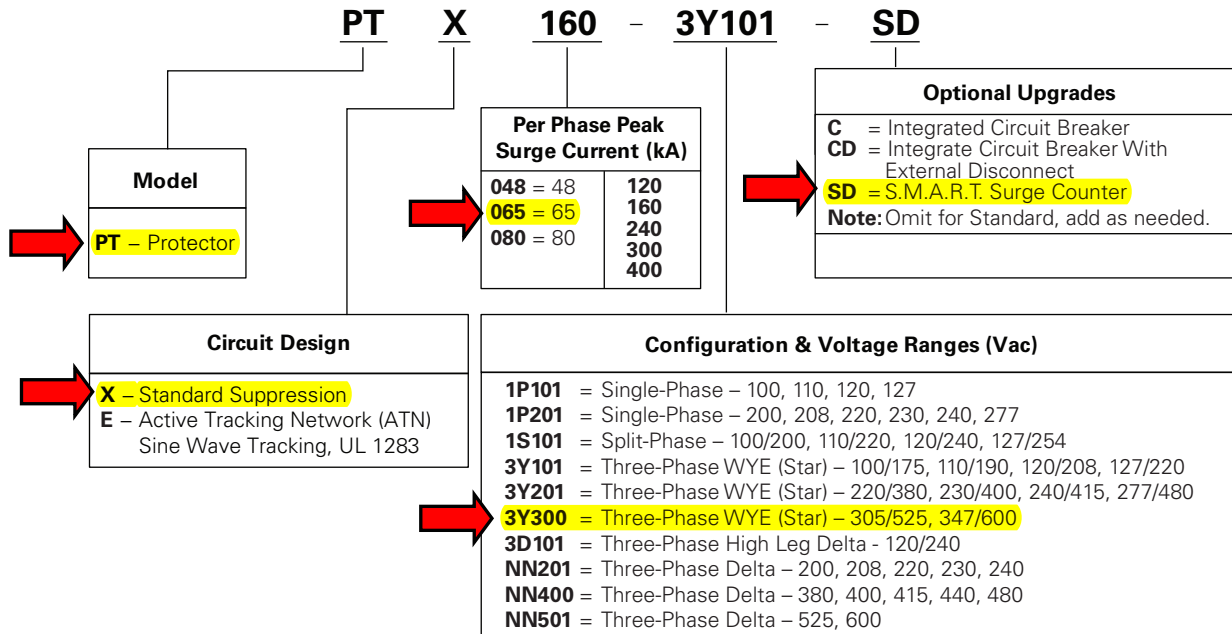 PT X 160 - 3Y101 - SD
Model
PT – Protector
Per Phase Peak
Surge Current (kA)
048 = 48
065 = 65
080 = 80
120
160
240
300
400
Optional Upgrades
C = Integrated Circuit Breaker
CD = Integrate Circuit Breaker With
External Disconnect
SD = S.M.A.R.T. Surge Counter
Note: Omit for Standard, add as needed.
Circuit Design
X – Standard Suppression
E – Active Tracking Network (ATN)
Sine Wave Tracking, UL 1283
Configuration & Voltage Ranges (Vac)
1P101 = Single-Phase – 100, 110, 120, 127
1P201 = Single-Phase – 200, 208, 220, 230, 240, 277
1S101 = Split-Phase – 100/200, 110/220, 120/240, 127/254
3Y101 = Three-Phase WYE (Star) – 100/175, 110/190, 120/208, 127/220
3Y201 = Three-Phase WYE (Star) – 220/380, 230/400, 240/415, 277/480
3Y300 = Three-Phase WYE (Star) – 305/525, 347/600
3D101 = Three-Phase High Leg Delta - 120/240
NN201 = Three-Phase Delta – 200, 208, 220, 230, 240
NN400 = Three-Phase Delta – 380, 400, 415, 440, 480
NN501 = Three-Phase Delta – 525, 600